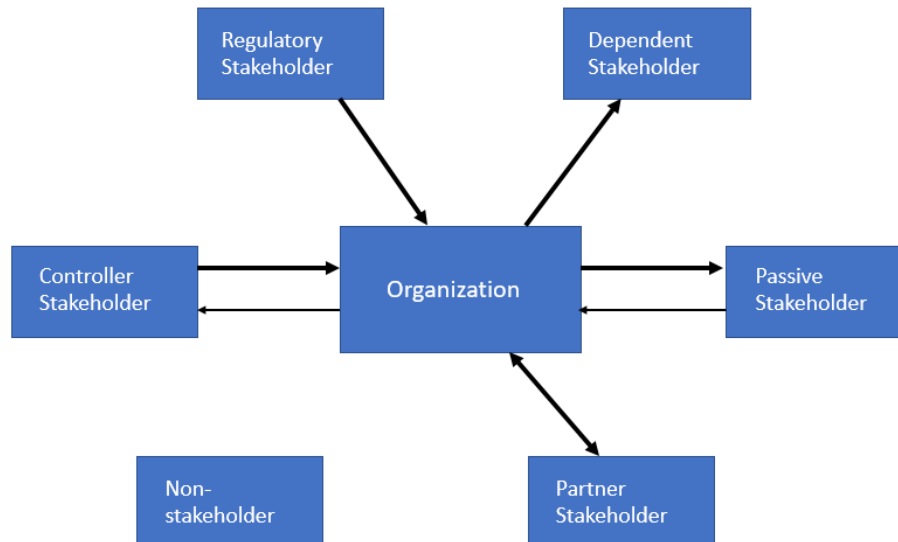 Regulatory
Stakeholder
Dependent
Stakeholder
Controller
Stakeholder
Organization
Passive
Stakeholder
Non-
stakeholder
Partner
Stakeholder